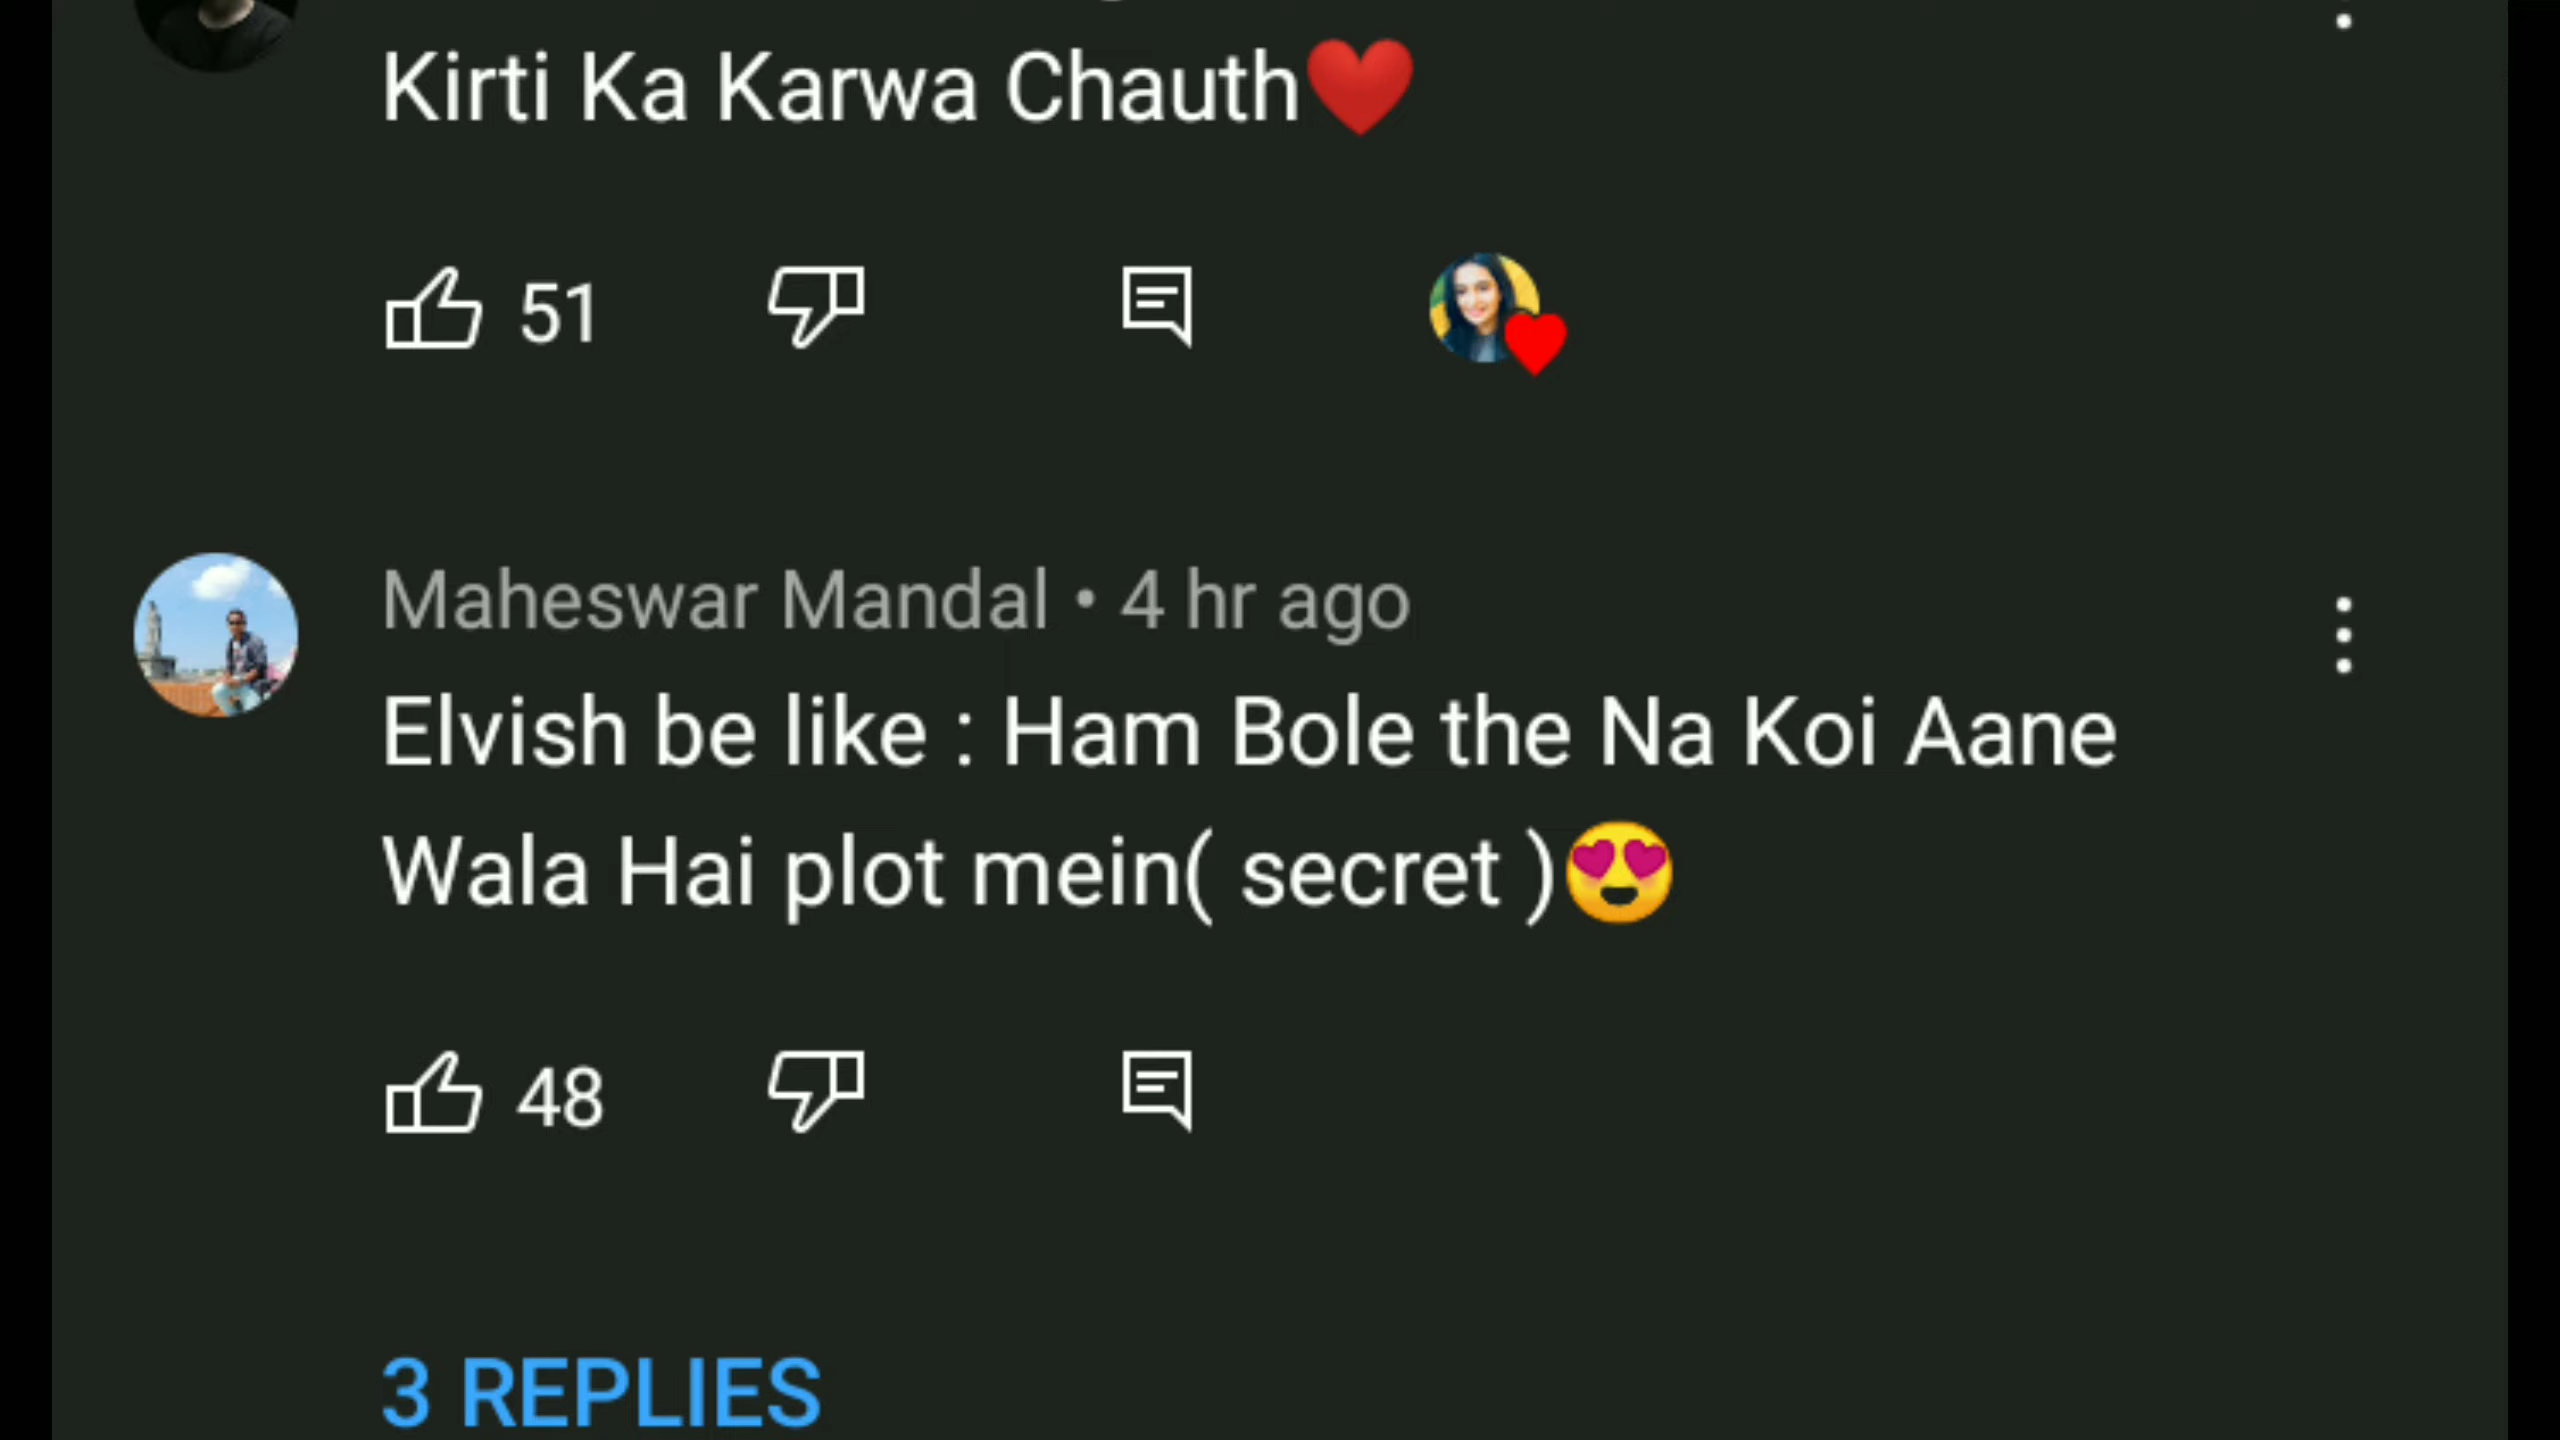 Kirti Ka Karwa Chauth❤️
51
Maheswar Mandal • 4 hr ago
Elvish be like : Ham Bole the Na Koi Aane
Wala Hai plot mein( secret )😍
48
3 REPLIES